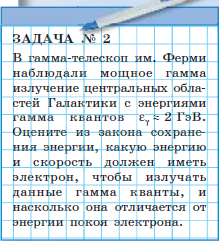 ЗАДАЧА № 2
В гамма-телескоп им. Ферми
наблюдали мощное гамма
излучение центральных обла-
стей Галактики с энергиями
гамма квантов εγ ≈ 2 ГэВ.
Оцените из закона сохране-
ния энергии, какую энергию
и скорость должен иметь
электрон, чтобы излучать
данные гамма кванты, и
насколько она отличается от
энергии покоя электрона.